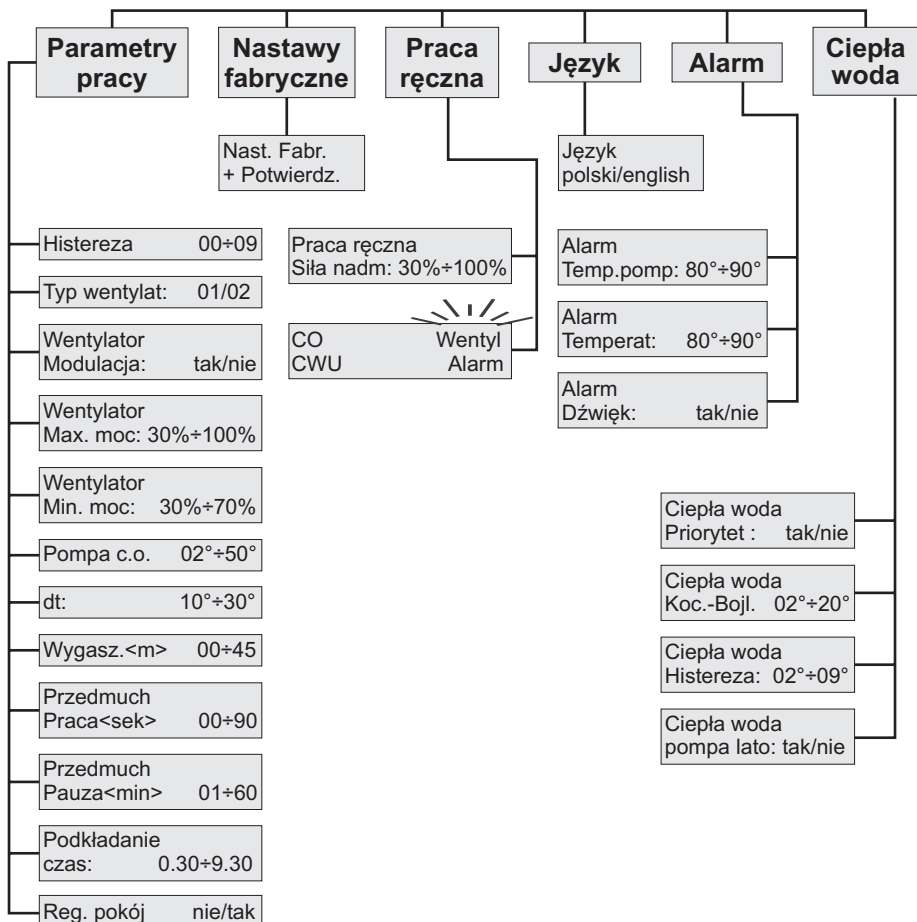 Parametry
pracy
Nastawy
fabryczne
Praca
ręczna
Język
Alarm
Ciepła
woda
Nast. Fabr.
+ Potwierdz.
Język
polski/english
Histereza 00÷09
Typ wentylat: 01/02
Wentylator
Modulacja: tak/nie
Wentylator
Max. moc: 30%÷100%
Wentylator
Min. moc: 30%÷70%
Pompa c.o. 02°÷50°
dt: 10°÷30°
Wygasz.<m> 00÷45
Przedmuch
Praca<sek> 00÷90
Przedmuch
Pauza<min> 01÷60
Podkładanie
czas: 0.30÷9.30
Reg. pokój nie/tak
Praca ręczna
Siła nadm: 30%÷100%
CO Wentyl
CWU Alarm
Alarm
Temp.pomp: 80°÷90°
Alarm
Temperat: 80°÷90°
Alarm
Dźwięk: tak/nie
Ciepła woda
Priorytet : tak/nie
Ciepła woda
Koc.-Bojl. 02°÷20°
Ciepła woda
Histereza: 02°÷09°
Ciepła woda
pompa lato: tak/nie